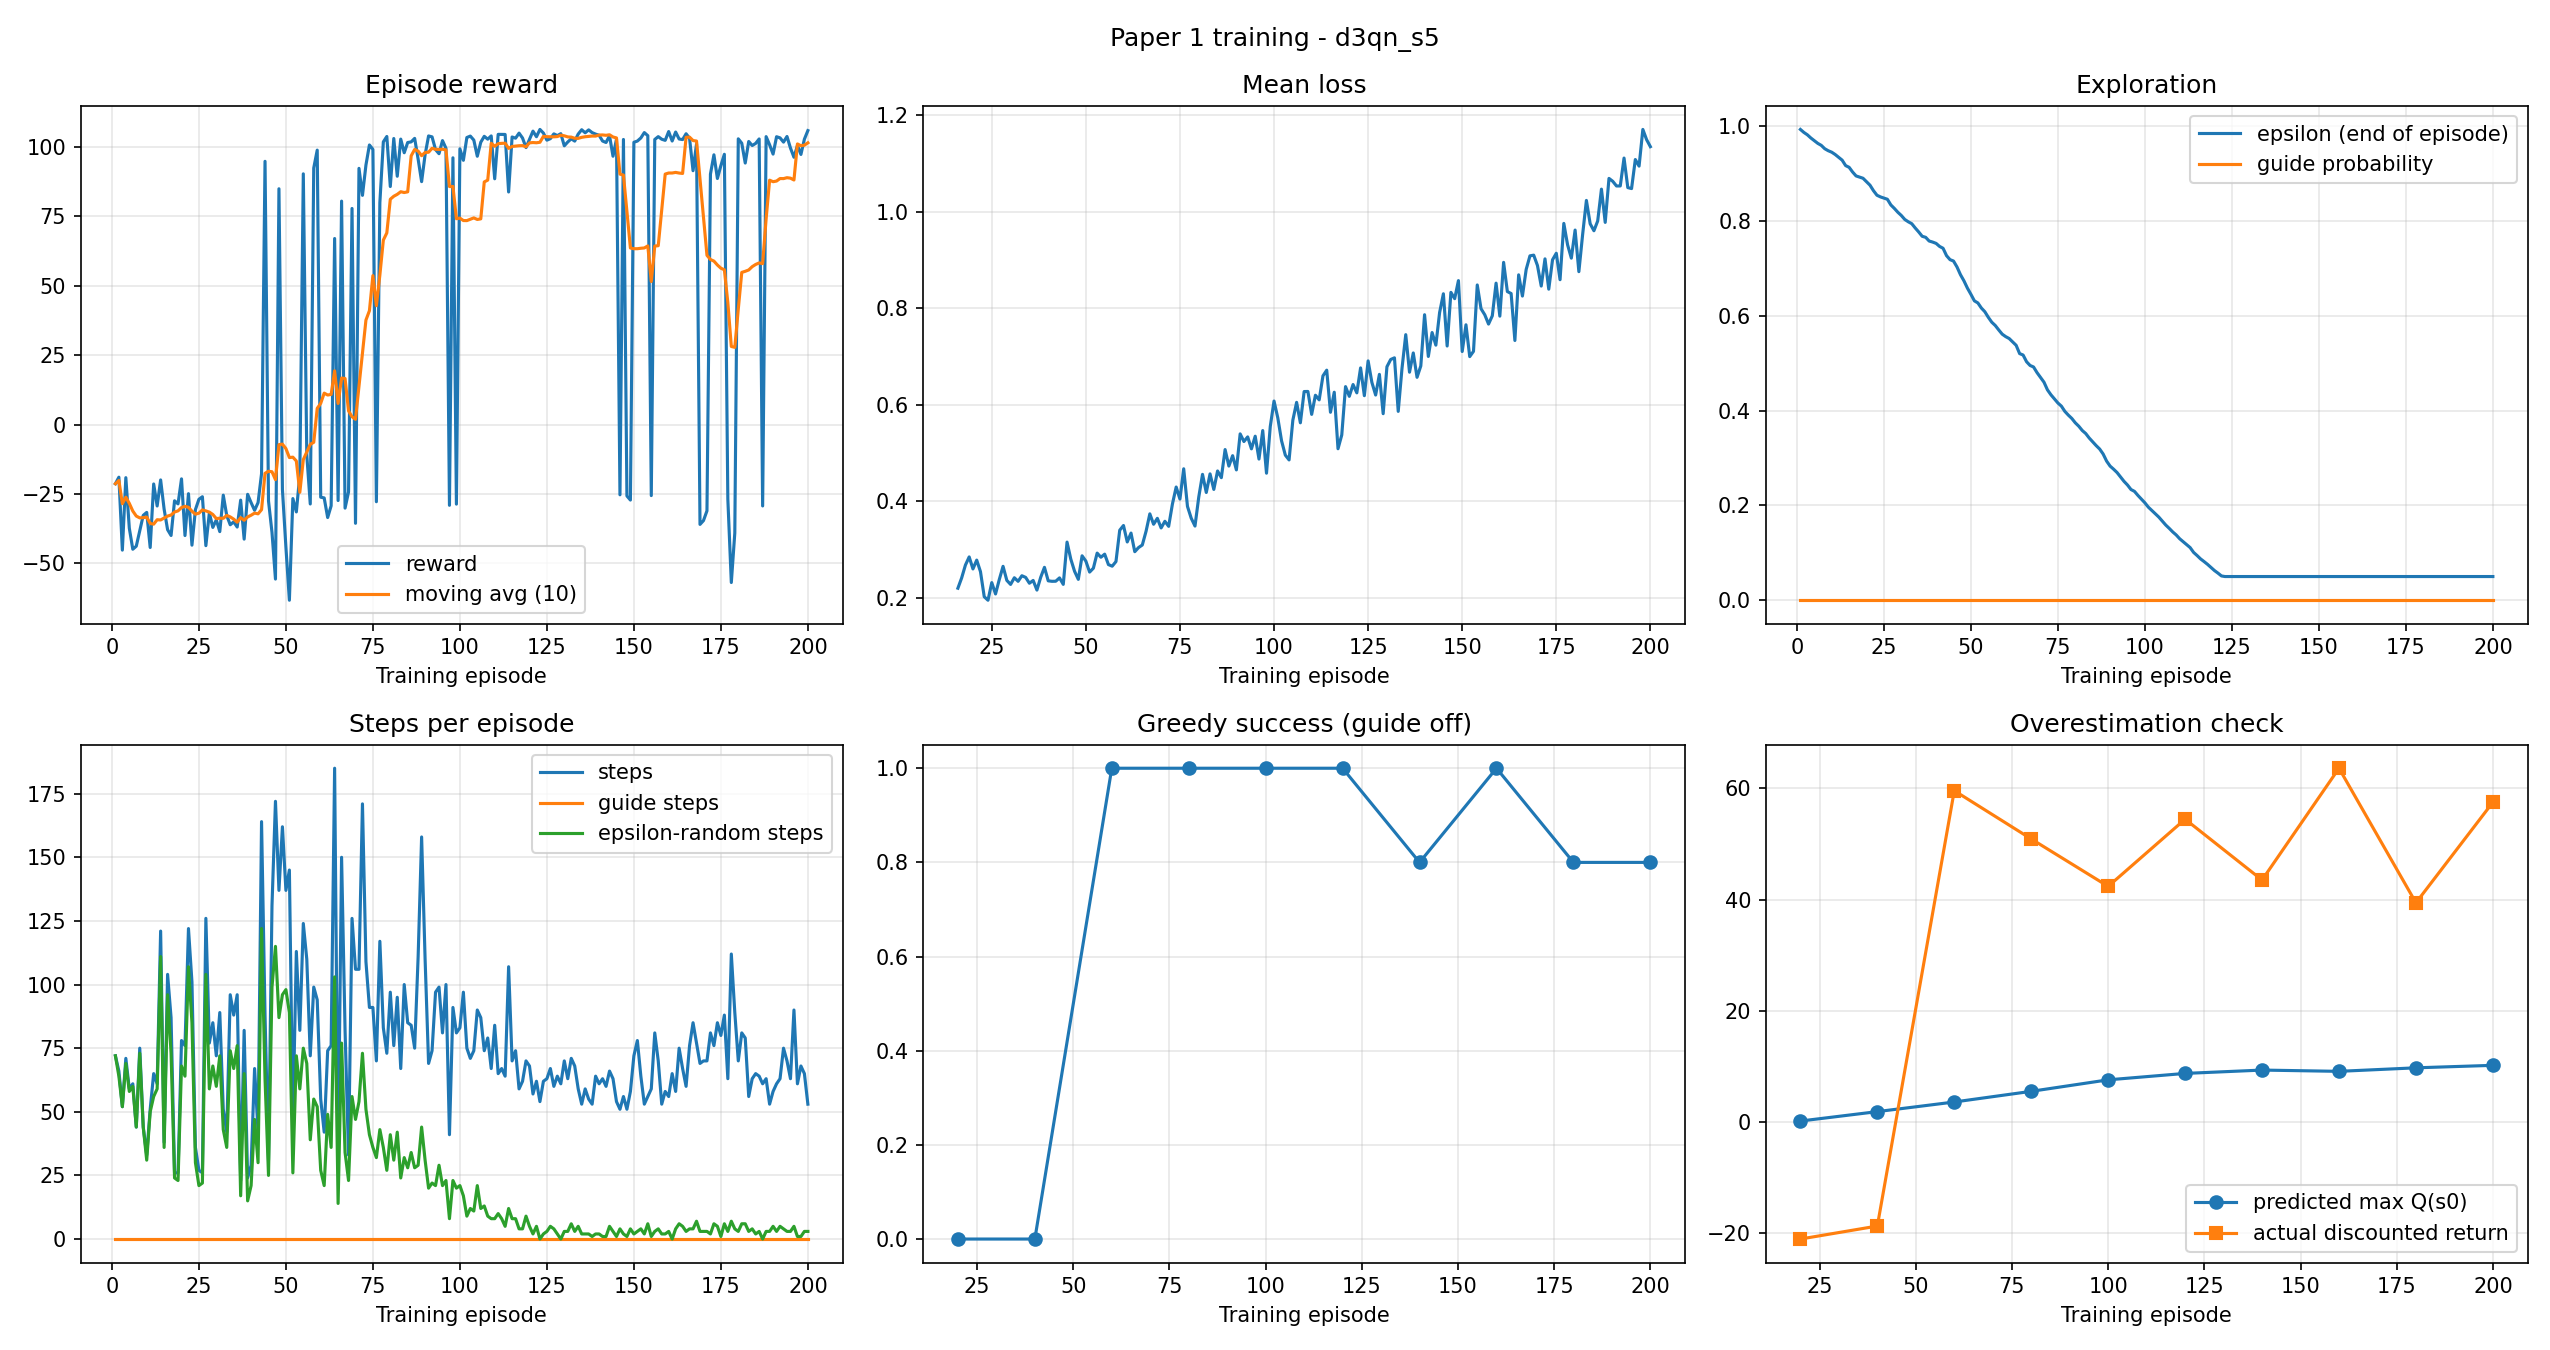 Paper 1 training - d3qn_s5
Episode reward
100
75
50
25
0
−25
−50
reward
moving avg (10)
0 25 50 75 100 125 150 175 200
Training episode
Mean loss
1.2
1.0
0.8
0.6
0.4
0.2
25 50 75 100 125 150 175 200
Training episode
Exploration
1.0
0.8
0.6
0.4
0.2
0.0
epsilon (end of episode)
guide probability
0 25 50 75 100 125 150 175 200
Training episode
Steps per episode
175
150
125
100
75
50
25
0
steps
guide steps
epsilon-random steps
0 25 50 75 100 125 150 175 200
Training episode
Greedy success (guide off)
1.0
0.8
0.6
0.4
0.2
0.0
25 50 75 100 125 150 175 200
Training episode
Overestimation check
60
40
20
0
−20
predicted max Q(s0)
actual discounted return
25 50 75 100 125 150 175 200
Training episode